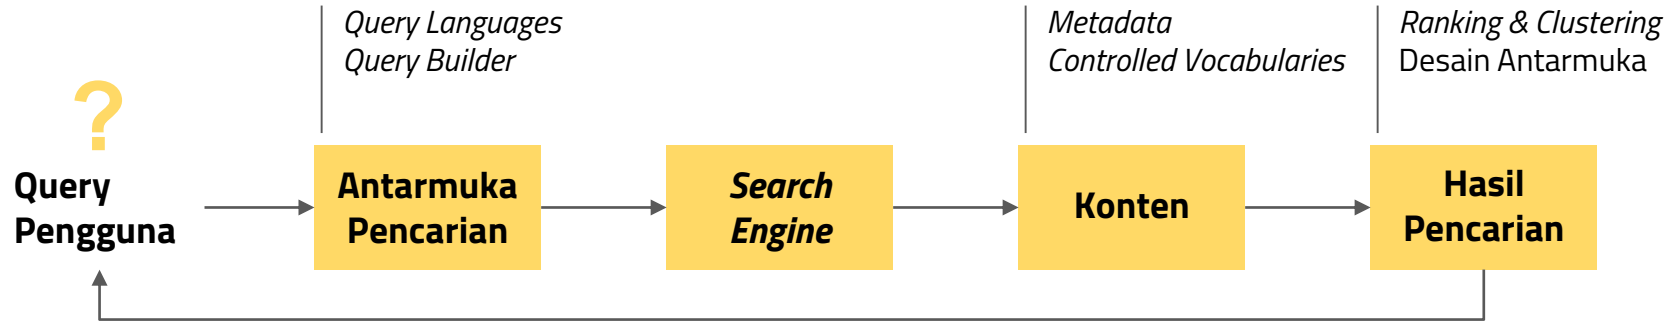 Query Languages
Query Builder
Metadata
Controlled Vocabularies
Ranking & Clustering
Desain Antarmuka
?
Query
Pengguna
Antarmuka
Pencarian
Search
Engine
Konten
Hasil
Pencarian